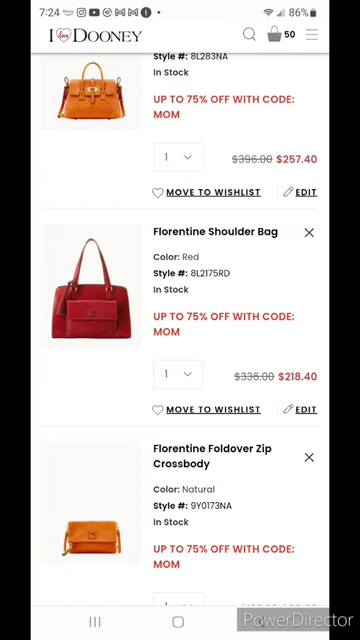 7:24
86%
I love DOONEY
50
Style #: 8L283NA
In Stock
UP TO 75% OFF WITH CODE:
MOM
1
$396.00 $257.40
MOVE TO WISHLIST
EDIT
Florentine Shoulder Bag
Color: Red
Style #: 8L2175RD
In Stock
UP TO 75% OFF WITH CODE:
MOM
1
$336.00 $218.40
MOVE TO WISHLIST
EDIT
Florentine Foldover Zip
Crossbody
Color: Natural
Style #: 9Y0173NA
In Stock
UP TO 75% OFF WITH CODE:
MOM
PowerDirector